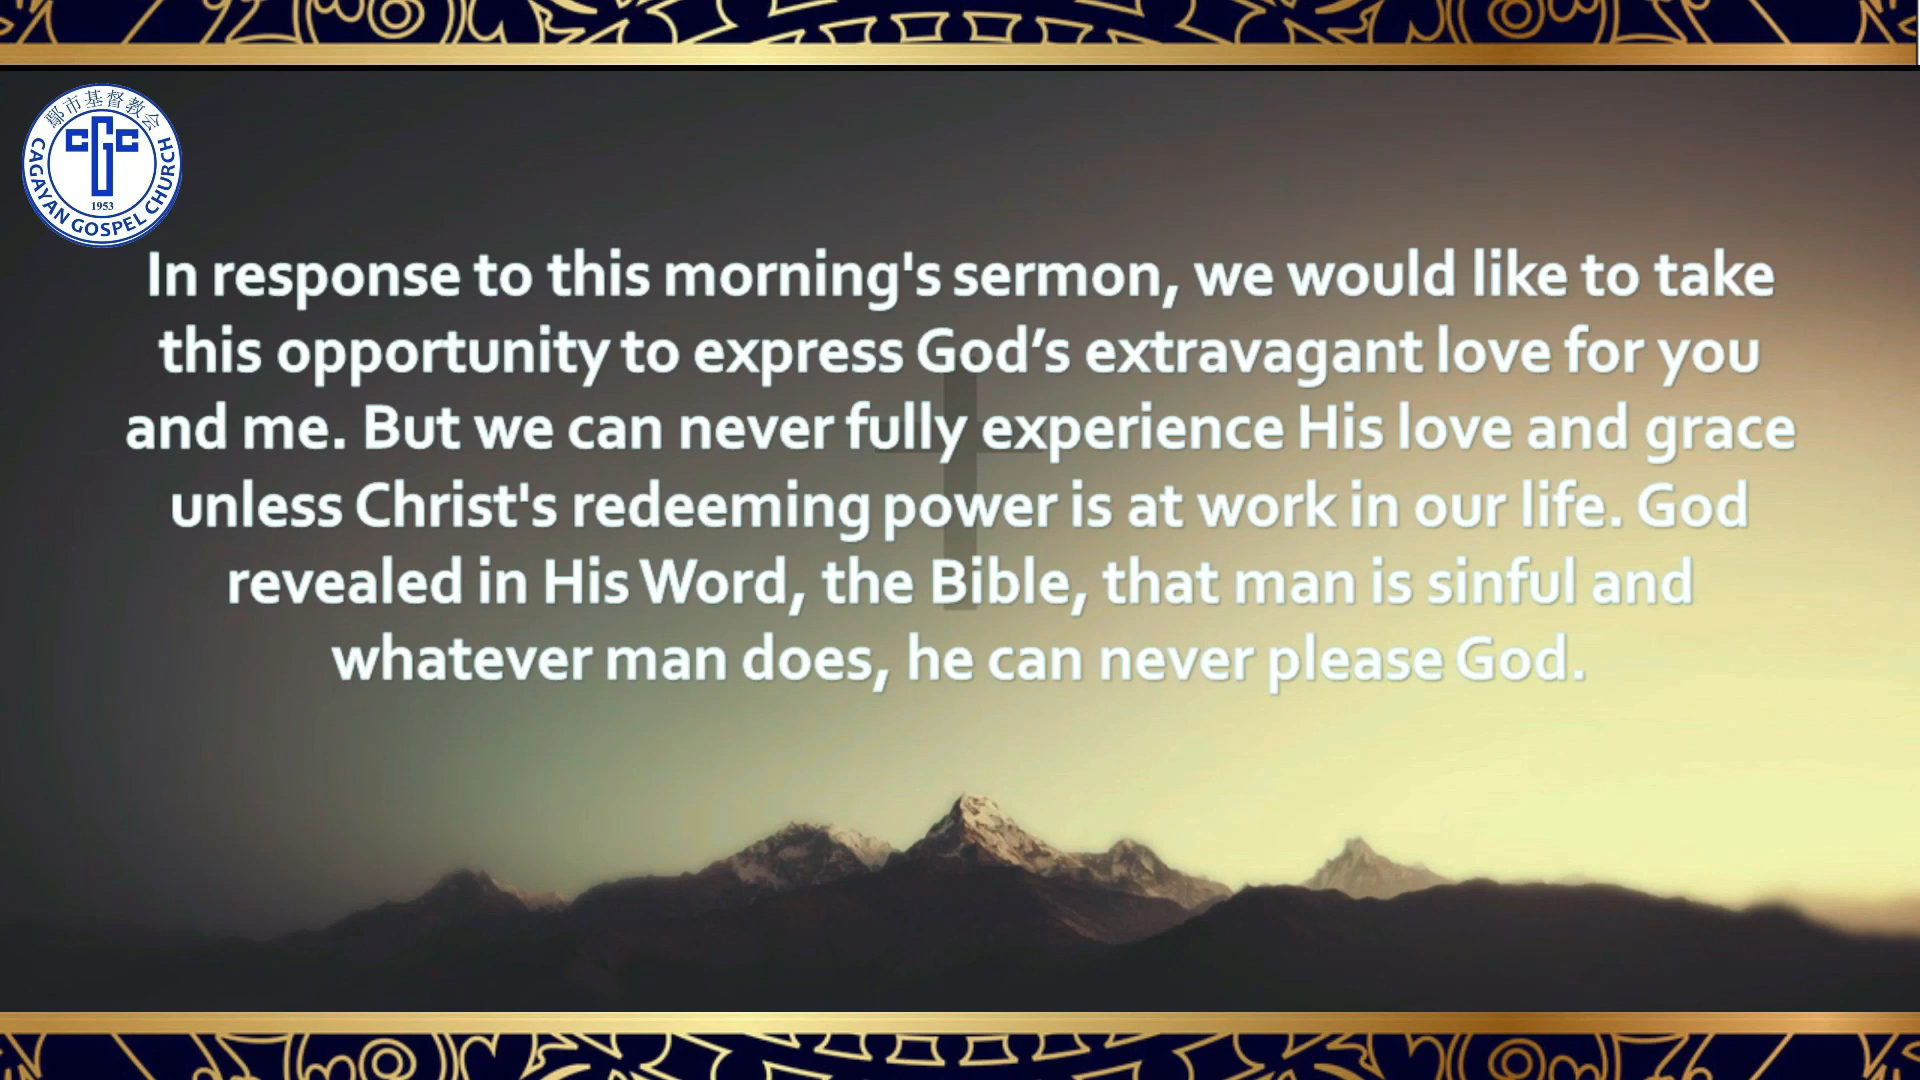 鄢市基督教会
CGC
1953
CAGAYAN GOSPEL CHURCH
In response to this morning's sermon, we would like to take
this opportunity to express God’s extravagant love for you
and me. But we can never fully experience His love and grace
unless Christ's redeeming power is at work in our life. God
revealed in His Word, the Bible, that man is sinful and
whatever man does, he can never please God.